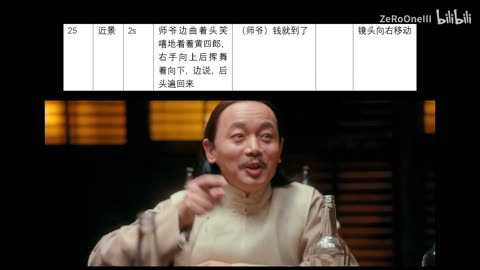 ZeRoOneIII bilibili
25 近景 2s 师爷边曲着头笑 （师爷）钱就到了 镜头向右移动
嘻地看着黄四郎，
右手向上后挥舞
着向下，边说，后
头遍回来